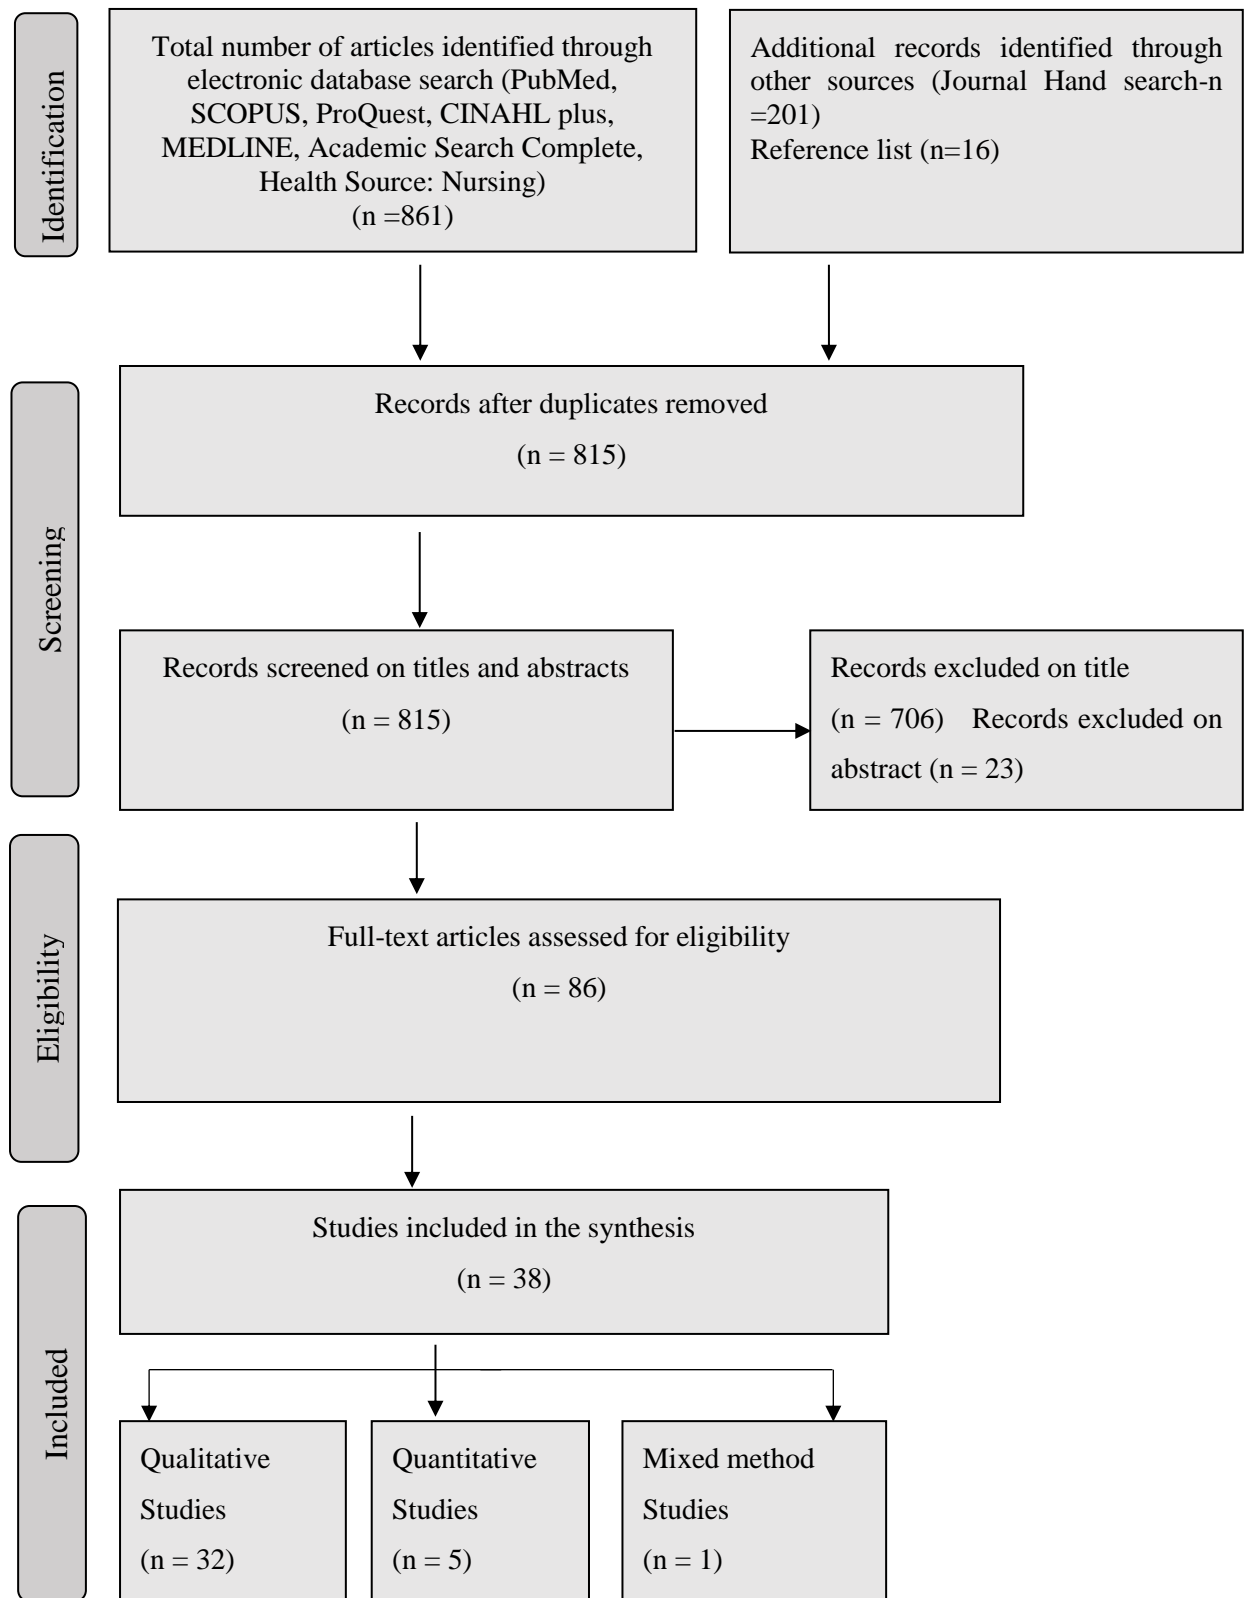 Identification
Total number of articles identified through
electronic database search (PubMed,
SCOPUS, ProQuest, CINAHL plus,
MEDLINE, Academic Search Complete,
Health Source: Nursing)
(n =861)
Additional records identified through
other sources (Journal Hand search-n
=201)
Reference list (n=16)
Screening
Records after duplicates removed
(n = 815)
Records screened on titles and abstracts
(n = 815)
Records excluded on title
(n = 706) Records excluded on
abstract (n = 23)
Eligibility
Full-text articles assessed for eligibility
(n = 86)
Included
Studies included in the synthesis
(n = 38)
Qualitative
Studies
(n = 32)
Quantitative
Studies
(n = 5)
Mixed method
Studies
(n = 1)